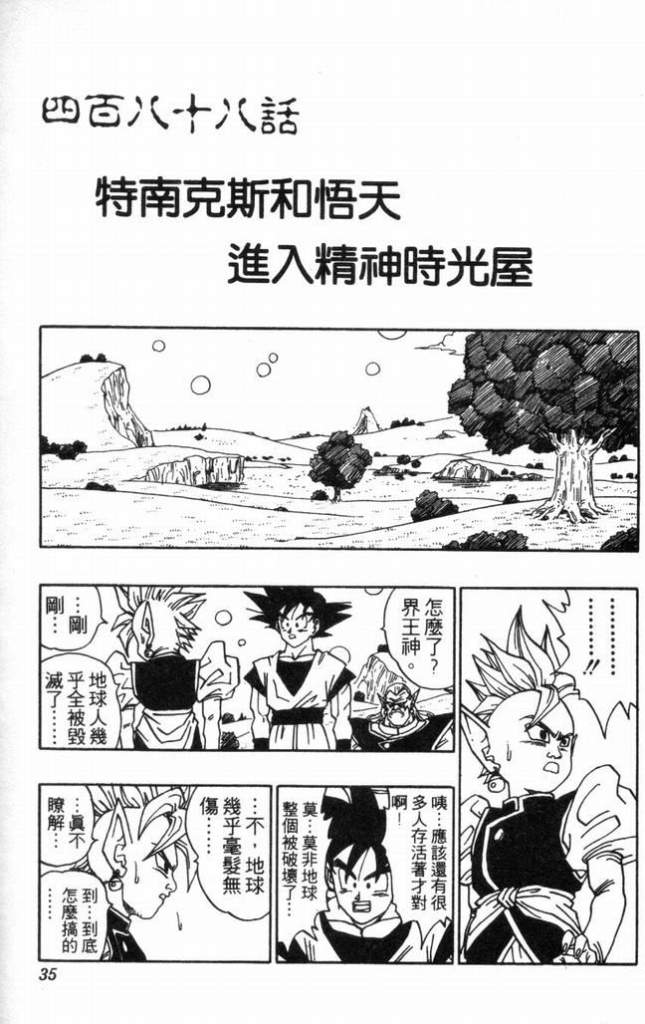 四百八十八話
特南克斯和悟天
進入精神時光屋
……!!
怎麼了?
界王神。
…剛
剛…
地球人幾
乎全被毀
滅了……
咦…應該還有很
多人存活著才對
啊!
莫…莫非地球
整個被破壞了…
…不,地球
幾乎毫髮無
傷……
…真不
瞭解…
到…到底
怎麼搞的
……
35